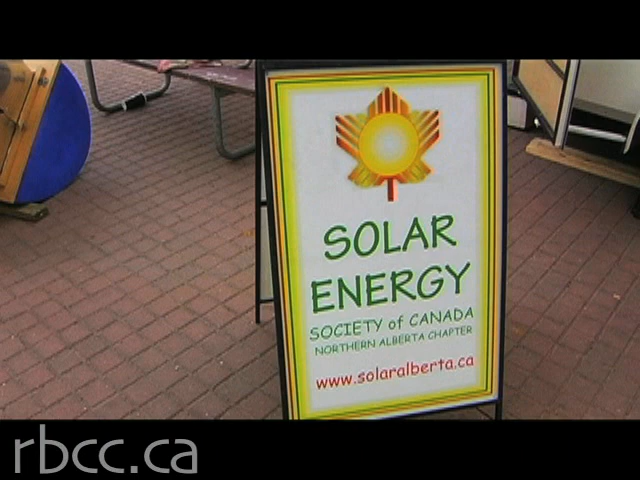 SOLAR
ENERGY
SOCIETY of CANADA
NORTHERN ALBERTA CHAPTER
www.solaralberta.ca
rbcc.ca